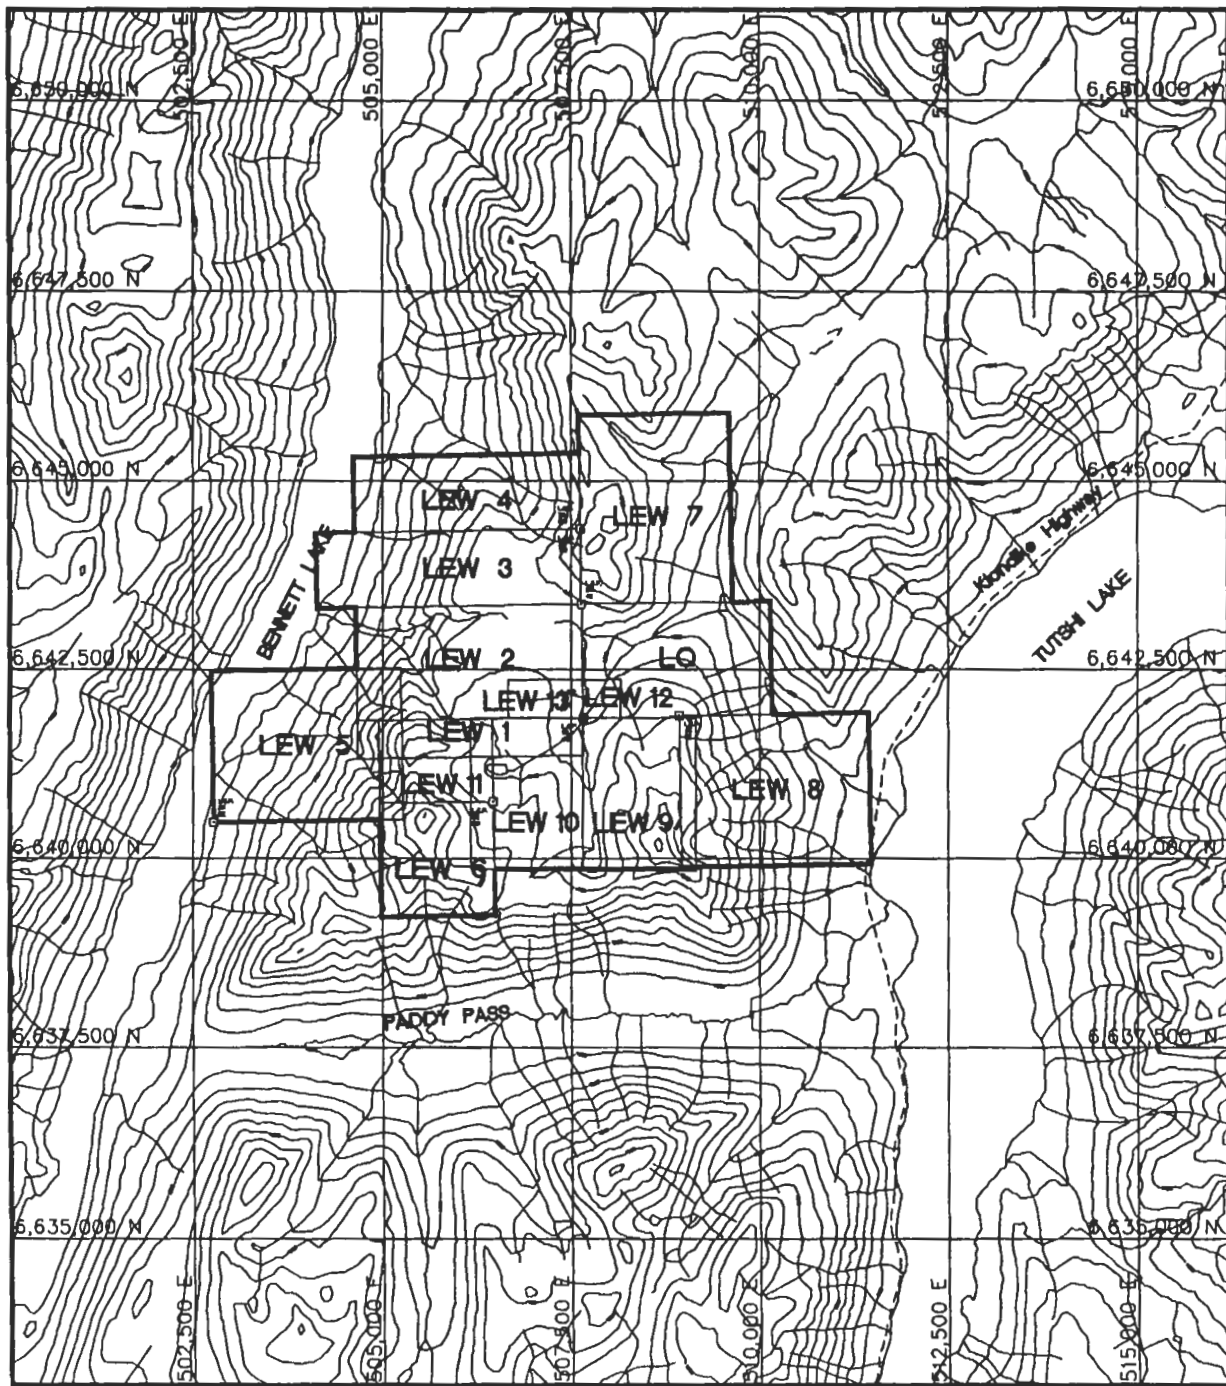 502,500 E
505,000 E
507,500 E
510,000 E
512,500 E
515,000 E
6,650,000 N
6,650,000 N
6,647,500 N
6,647,500 N
6,645,000 N
6,645,000 N
LEW 4
LEW 7
LEW 3
BENNETT LAKE
Klondike Highway
TUTSHI LAKE
6,642,500 N
6,642,500 N
LEW 2
LQ
LEW 13
LEW 12
LEW 5
LEW 1
LEW 11
LEW 8
LEW 10
LEW 9
6,640,000 N
6,640,000 N
LEW 6
PADDY PASS
6,637,500 N
6,637,500 N
6,635,000 N
6,635,000 N
502,500 E
505,000 E
507,500 E
510,000 E
512,500 E
515,000 E